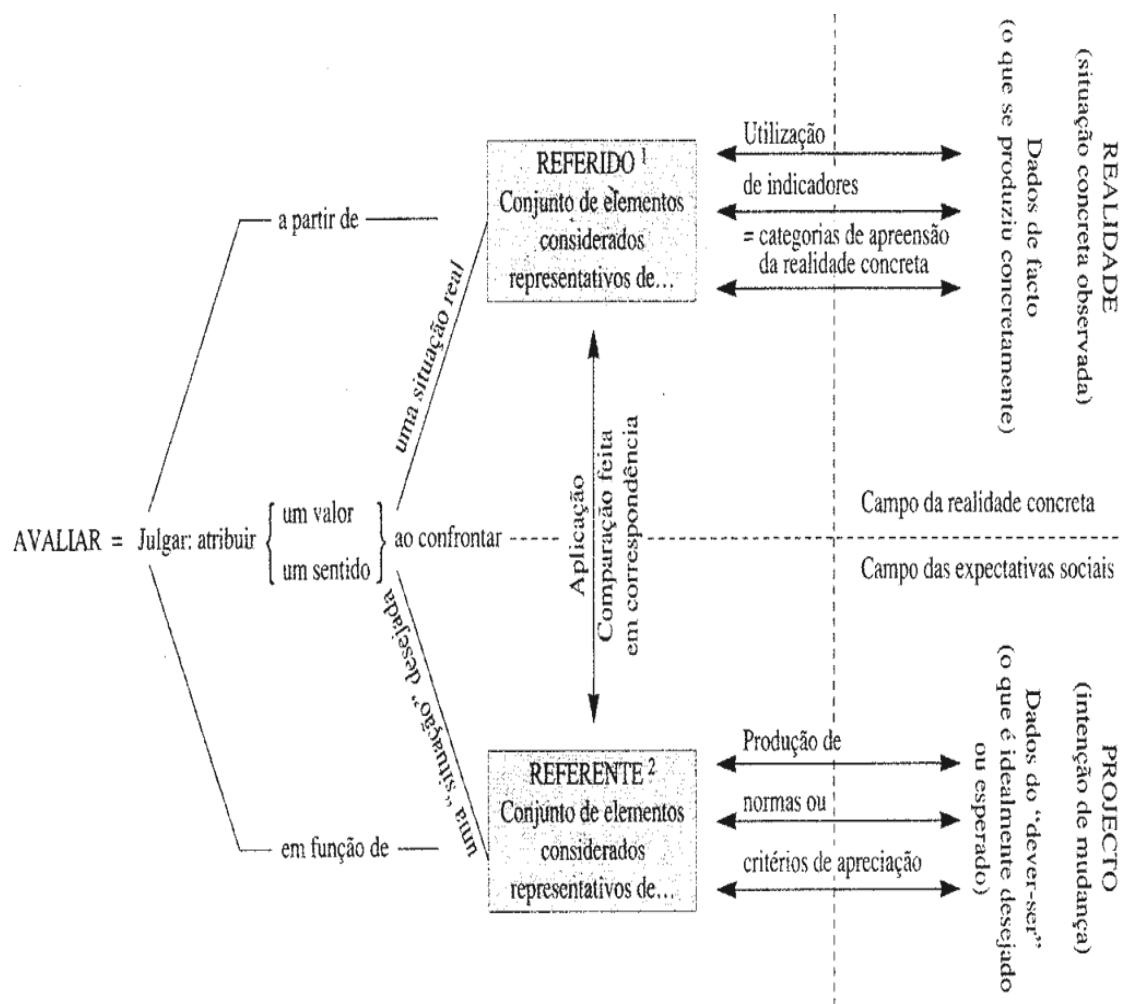 AVALIAR = Julgar: atribuir
um valor
um sentido
ao confrontar
a partir de
uma situação real
em função de
uma “situação” desejada
REFERIDO 1
Conjunto de elementos
considerados
representativos de...
Aplicação
Comparação feita
em correspondência
REFERENTE 2
Conjunto de elementos
considerados
representativos de...
Utilização
de indicadores
= categorias de apreensão
da realidade concreta
REALIDADE
(situação concreta observada)
Dados de facto
(o que se produziu concretamente)
Campo da realidade concreta
Campo das expectativas sociais
Produção de
normas ou
critérios de apreciação
PROJECTO
(intenção de mudança)
Dados do “dever-ser”
(o que é idealmente desejado
ou esperado)